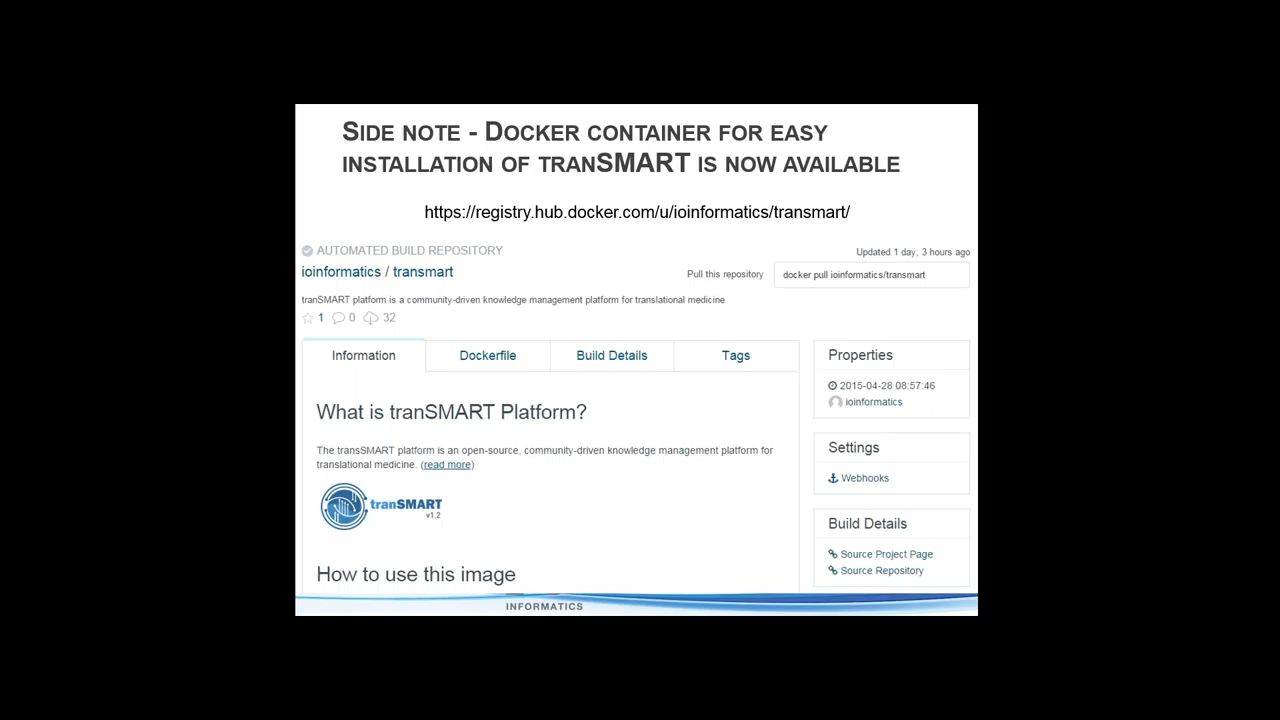 SIDE NOTE - DOCKER CONTAINER FOR EASY
INSTALLATION OF TRANSMART IS NOW AVAILABLE
https://registry.hub.docker.com/u/ioinformatics/transmart/
AUTOMATED BUILD REPOSITORY
Updated 1 day, 3 hours ago
ioinformatics / transmart
Pull this repository
docker pull ioinformatics/transmart
tranSMART platform is a community-driven knowledge management platform for translational medicine
1 0 32
Information
Dockerfile
Build Details
Tags
What is tranSMART Platform?
The transSMART platform is an open-source, community-driven knowledge management platform for
translational medicine. (read more)
tranSMART
v1.2
How to use this image
Properties
2015-04-28 08:57:46
ioinformatics
Settings
Webhooks
Build Details
Source Project Page
Source Repository
INFORMATICS